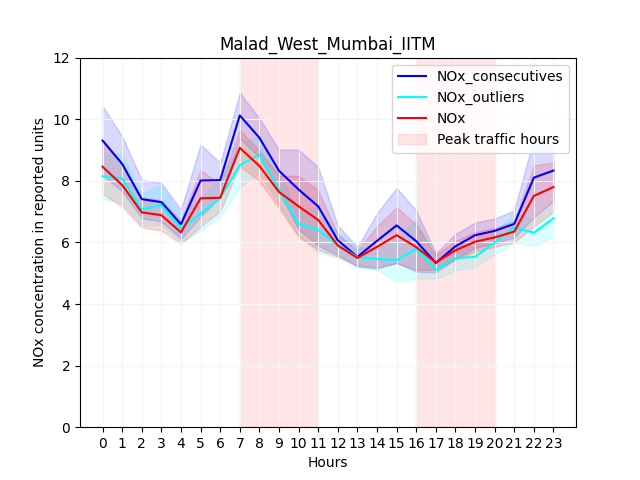 Malad_West_Mumbai_IITM
NOx_consecutives
NOx_outliers
NOx
Peak traffic hours
NOx concentration in reported units
12
10
8
6
4
2
0
0 1 2 3 4 5 6 7 8 9 10 11 12 13 14 15 16 17 18 19 20 21 22 23
Hours